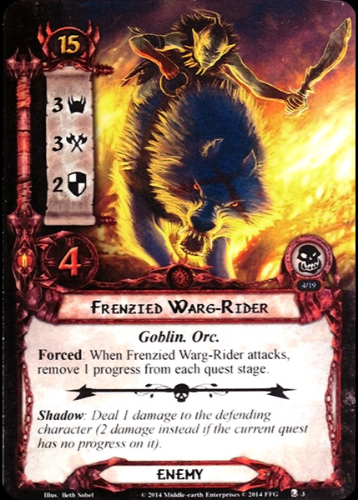 15
3
3
2
4
4/19
FRENZIED WARG-RIDER
Goblin. Orc.
Forced: When Frenzied Warg-Rider attacks,
remove 1 progress from each quest stage.
Shadow: Deal 1 damage to the defending
character (2 damage instead if the current quest
has no progress on it).
ENEMY
Illus. Beth Sobel © 2014 Middle-earth Enterprises © 2014 FFG 3